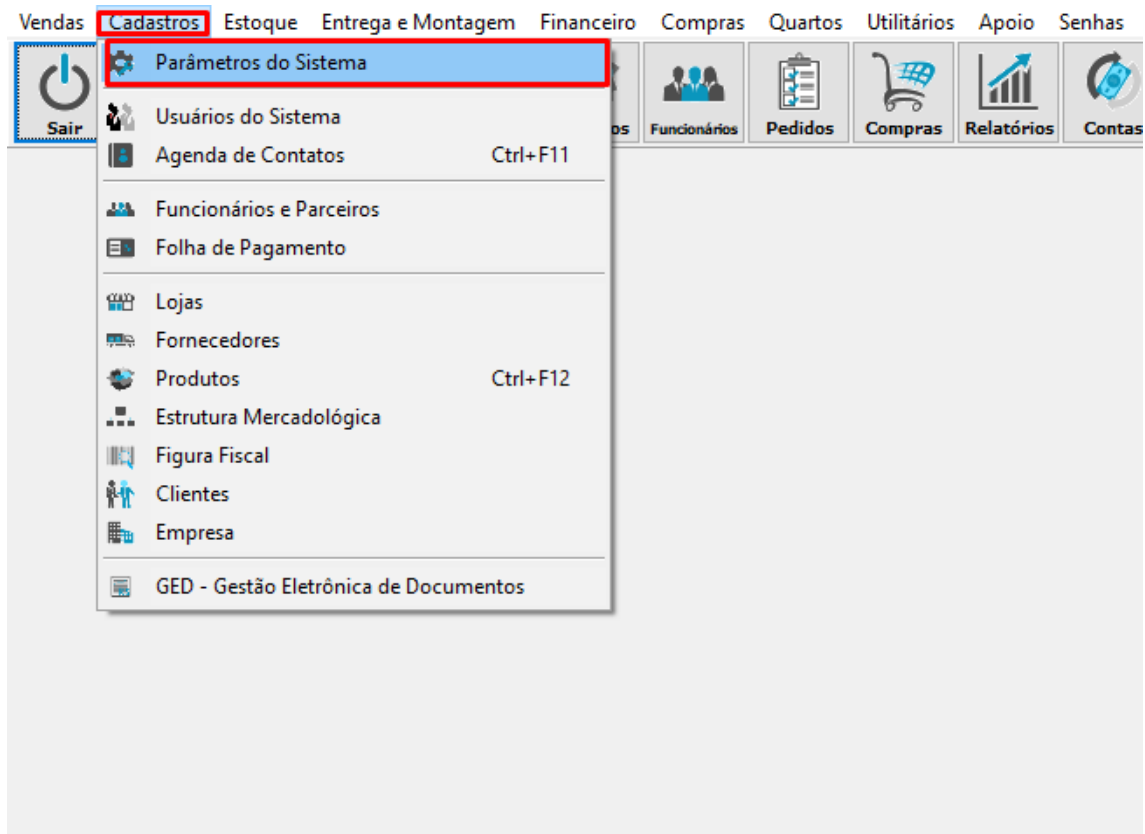 Vendas Cadastros Estoque Entrega e Montagem Financeiro Compras Quartos Utilitários Apoio Senhas
Sair Funcionários Pedidos Compras Relatórios Contas
Parâmetros do Sistema
Usuários do Sistema
Agenda de Contatos Ctrl+F11
Funcionários e Parceiros
Folha de Pagamento
Lojas
Fornecedores
Produtos Ctrl+F12
Estrutura Mercadológica
Figura Fiscal
Clientes
Empresa
GED - Gestão Eletrônica de Documentos